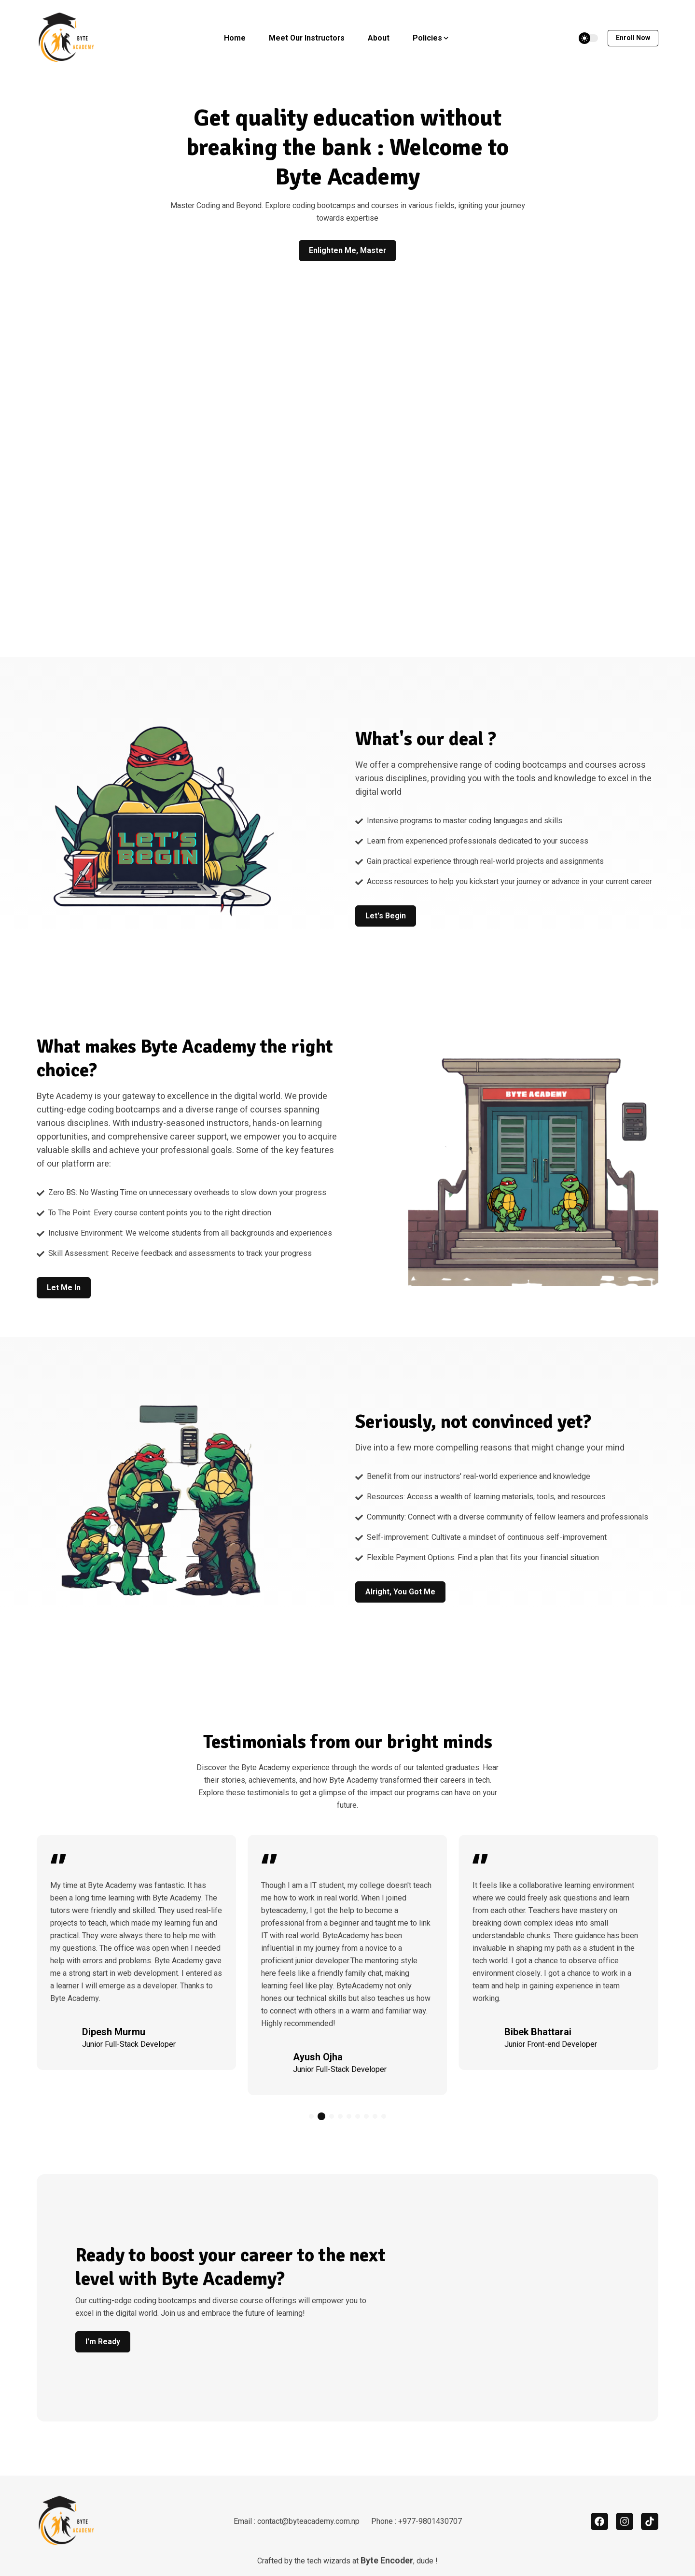 BYTE
ACADEMY
Home
Meet Our Instructors
About
Policies
Enroll Now
Get quality education without
breaking the bank : Welcome to
Byte Academy
Master Coding and Beyond. Explore coding bootcamps and courses in various fields, igniting your journey
towards expertise
Enlighten Me, Master
LET'S
BEGIN
What's our deal ?
We offer a comprehensive range of coding bootcamps and courses across
various disciplines, providing you with the tools and knowledge to excel in the
digital world
Intensive programs to master coding languages and skills
Learn from experienced professionals dedicated to your success
Gain practical experience through real-world projects and assignments
Access resources to help you kickstart your journey or advance in your current career
Let's Begin
What makes Byte Academy the right
choice?
Byte Academy is your gateway to excellence in the digital world. We provide
cutting-edge coding bootcamps and a diverse range of courses spanning
various disciplines. With industry-seasoned instructors, hands-on learning
opportunities, and comprehensive career support, we empower you to acquire
valuable skills and achieve your professional goals. Some of the key features
of our platform are:
Zero BS: No Wasting Time on unnecessary overheads to slow down your progress
To The Point: Every course content points you to the right direction
Inclusive Environment: We welcome students from all backgrounds and experiences
Skill Assessment: Receive feedback and assessments to track your progress
Let Me In
BYTE ACADEMY
Seriously, not convinced yet?
Dive into a few more compelling reasons that might change your mind
Benefit from our instructors' real-world experience and knowledge
Resources: Access a wealth of learning materials, tools, and resources
Community: Connect with a diverse community of fellow learners and professionals
Self-improvement: Cultivate a mindset of continuous self-improvement
Flexible Payment Options: Find a plan that fits your financial situation
Alright, You Got Me
Testimonials from our bright minds
Discover the Byte Academy experience through the words of our talented graduates. Hear
their stories, achievements, and how Byte Academy transformed their careers in tech.
Explore these testimonials to get a glimpse of the impact our programs can have on your
future.
My time at Byte Academy was fantastic. It has
been a long time learning with Byte Academy. The
tutors were friendly and skilled. They used real-life
projects to teach, which made my learning fun and
practical. They were always there to help me with
my questions. The office was open when I needed
help with errors and problems. Byte Academy gave
me a strong start in web development. I entered as
a learner I will emerge as a developer. Thanks to
Byte Academy.
Dipesh Murmu
Junior Full-Stack Developer
Though I am a IT student, my college doesn't teach
me how to work in real world. When I joined
byteacademy, I got the help to become a
professional from a beginner and taught me to link
IT with real world. ByteAcademy has been
influential in my journey from a novice to a
proficient junior developer.The mentoring style
here feels like a friendly family chat, making
learning feel like play. ByteAcademy not only
hones our technical skills but also teaches us how
to connect with others in a warm and familiar way.
Highly recommended!
Ayush Ojha
Junior Full-Stack Developer
It feels like a collaborative learning environment
where we could freely ask questions and learn
from each other. Teachers have mastery on
breaking down complex ideas into small
understandable chunks. There guidance has been
invaluable in shaping my path as a student in the
tech world. I got a chance to observe office
environment closely. I got a chance to work in a
team and help in gaining experience in team
working.
Bibek Bhattarai
Junior Front-end Developer
Ready to boost your career to the next
level with Byte Academy?
Our cutting-edge coding bootcamps and diverse course offerings will empower you to
excel in the digital world. Join us and embrace the future of learning!
I'm Ready
BYTE
ACADEMY
Email : contact@byteacademy.com.np
Phone : +977-9801430707
Crafted by the tech wizards at Byte Encoder, dude !